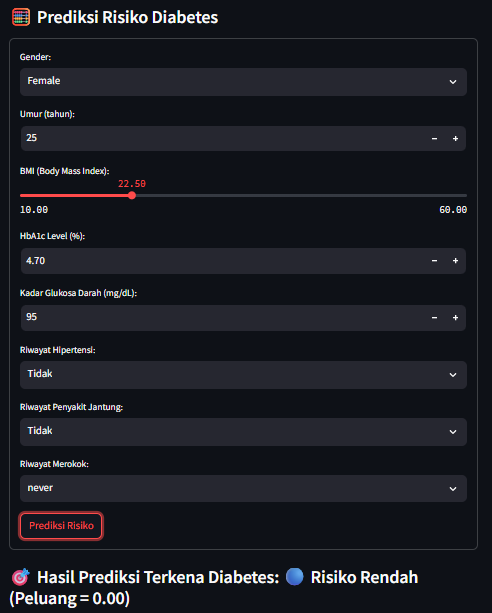 Prediksi Risiko Diabetes
Gender:
Female
Umur (tahun):
25
BMI (Body Mass Index):
22.50
10.00 60.00
HbA1c Level (%):
4.70
Kadar Glukosa Darah (mg/dL):
95
Riwayat Hipertensi:
Tidak
Riwayat Penyakit Jantung:
Tidak
Riwayat Merokok:
never
Prediksi Risiko
Hasil Prediksi Terkena Diabetes: Risiko Rendah
(Peluang = 0.00)